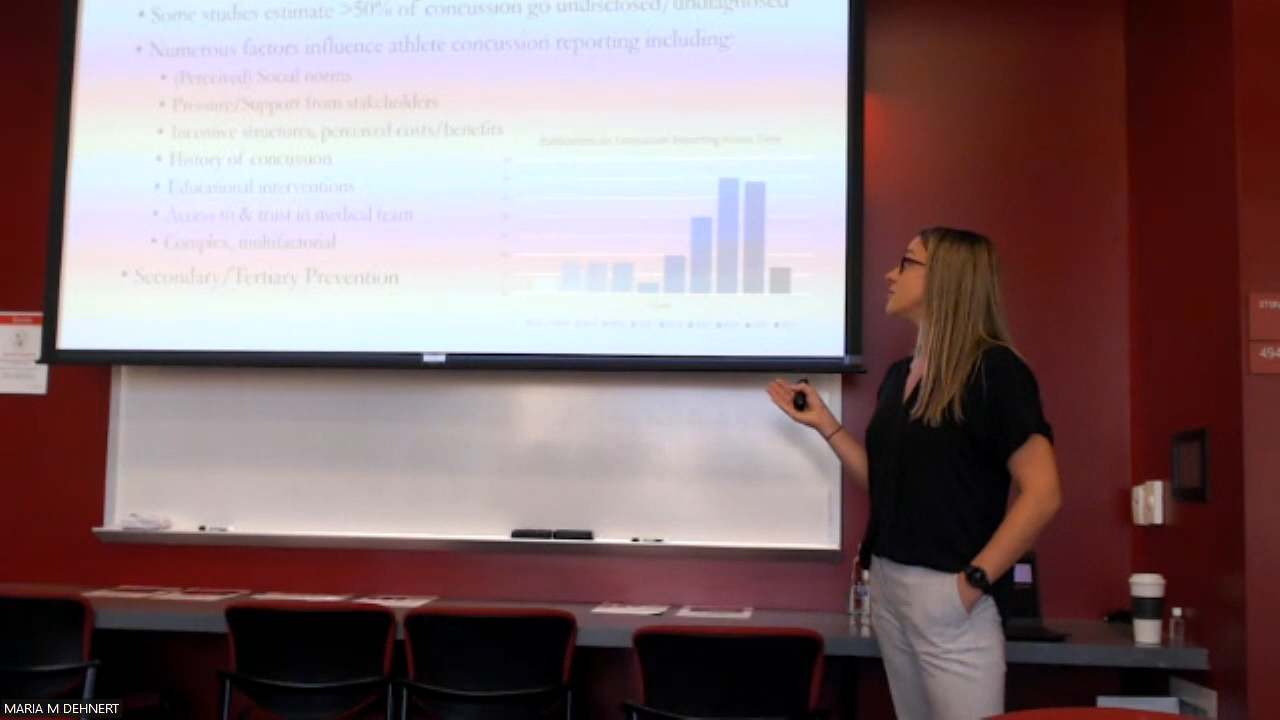 • Some studies estimate >50% of concussion go undisclosed/undiagnosed
• Numerous factors influence athlete concussion reporting including:
• (Perceived) Social norms
• Pressure/Support from stakeholders
• Incentive structures, perceived costs/benefits
• History of concussion
• Educational interventions
• Access to & trust in medical team
• Complex, multifactorial
• Secondary/Tertiary Prevention
Publications on Concussion Reporting Across Time
494
MARIA M DEHNERT